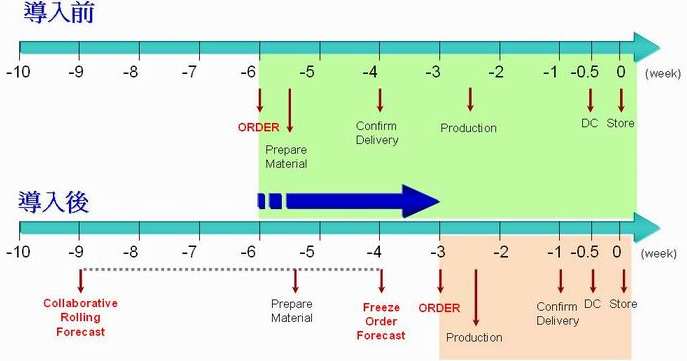 導入前
-10 -9 -8 -7 -6 -5 -4 -3 -2 -1 -0.5 0 (week)
ORDER
Prepare
Material
Confirm
Delivery
Production
DC
Store
導入後
-10 -9 -8 -7 -6 -5 -4 -3 -2 -1 -0.5 0 (week)
Collaborative
Rolling
Forecast
Prepare
Material
Freeze
Order
Forecast
ORDER
Production
Confirm
Delivery
DC
Store